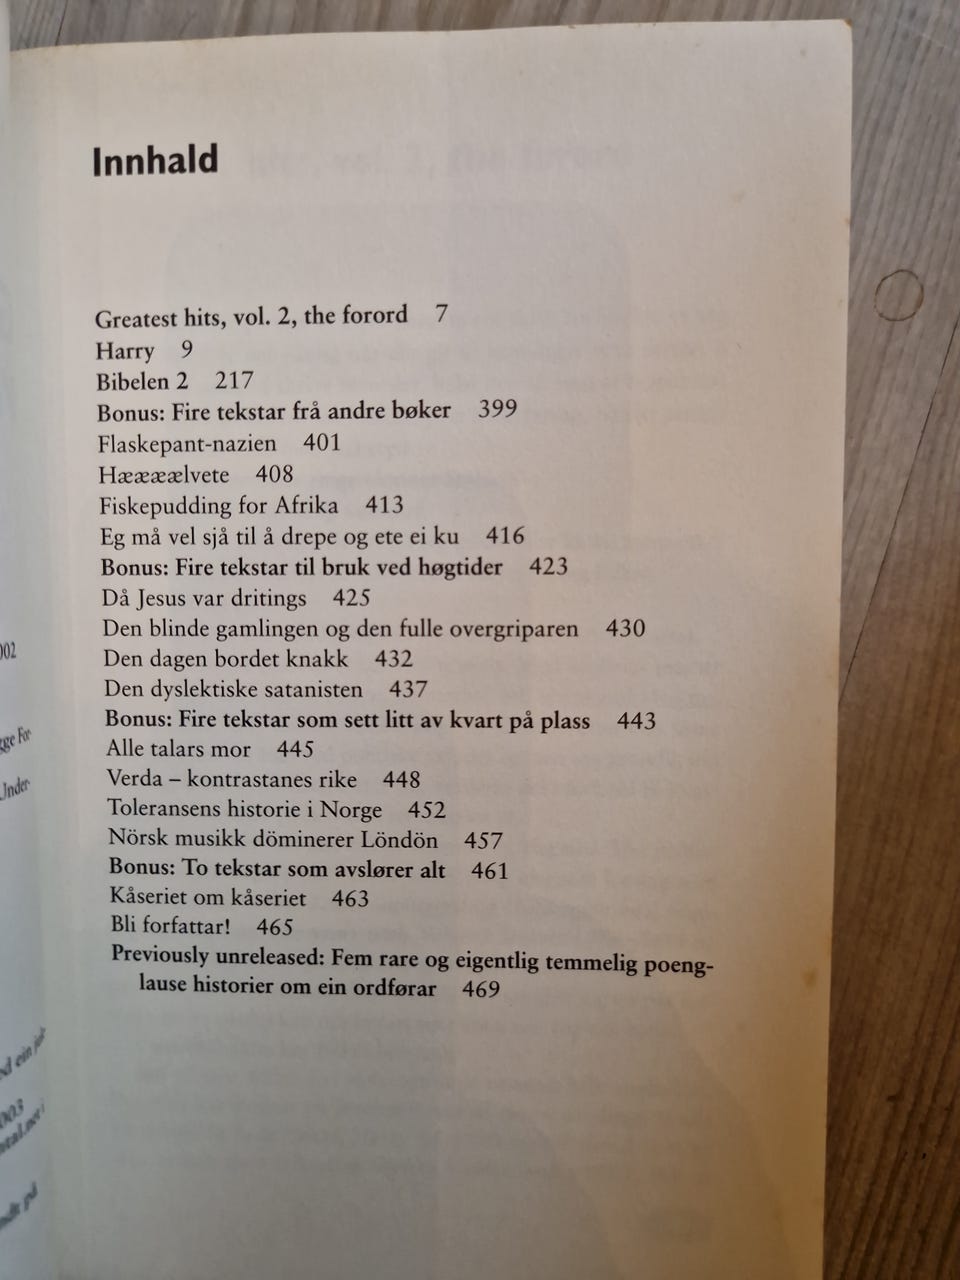 Innhald
Greatest hits, vol. 2, the forord 7
Harry 9
Bibelen 2 217
Bonus: Fire tekstar frå andre bøker 399
Flaskepant-nazien 401
Hæææælvete 408
Fiskepudding for Afrika 413
Eg må vel sjå til å drepe og ete ei ku 416
Bonus: Fire tekstar til bruk ved høgtider 423
Då Jesus var dritings 425
Den blinde gamlingen og den fulle overgriparen 430
Den dagen bordet knakk 432
Den dyslektiske satanisten 437
Bonus: Fire tekstar som sett litt av kvart på plass 443
Alle talars mor 445
Verda – kontrastanes rike 448
Toleransens historie i Norge 452
Nörsk musikk döminerer Löndön 457
Bonus: To tekstar som avslører alt 461
Kåseriet om kåseriet 463
Bli forfattar! 465
Previously unreleased: Fem rare og eigentlig temmelig poeng-
lause historier om ein ordførar 469